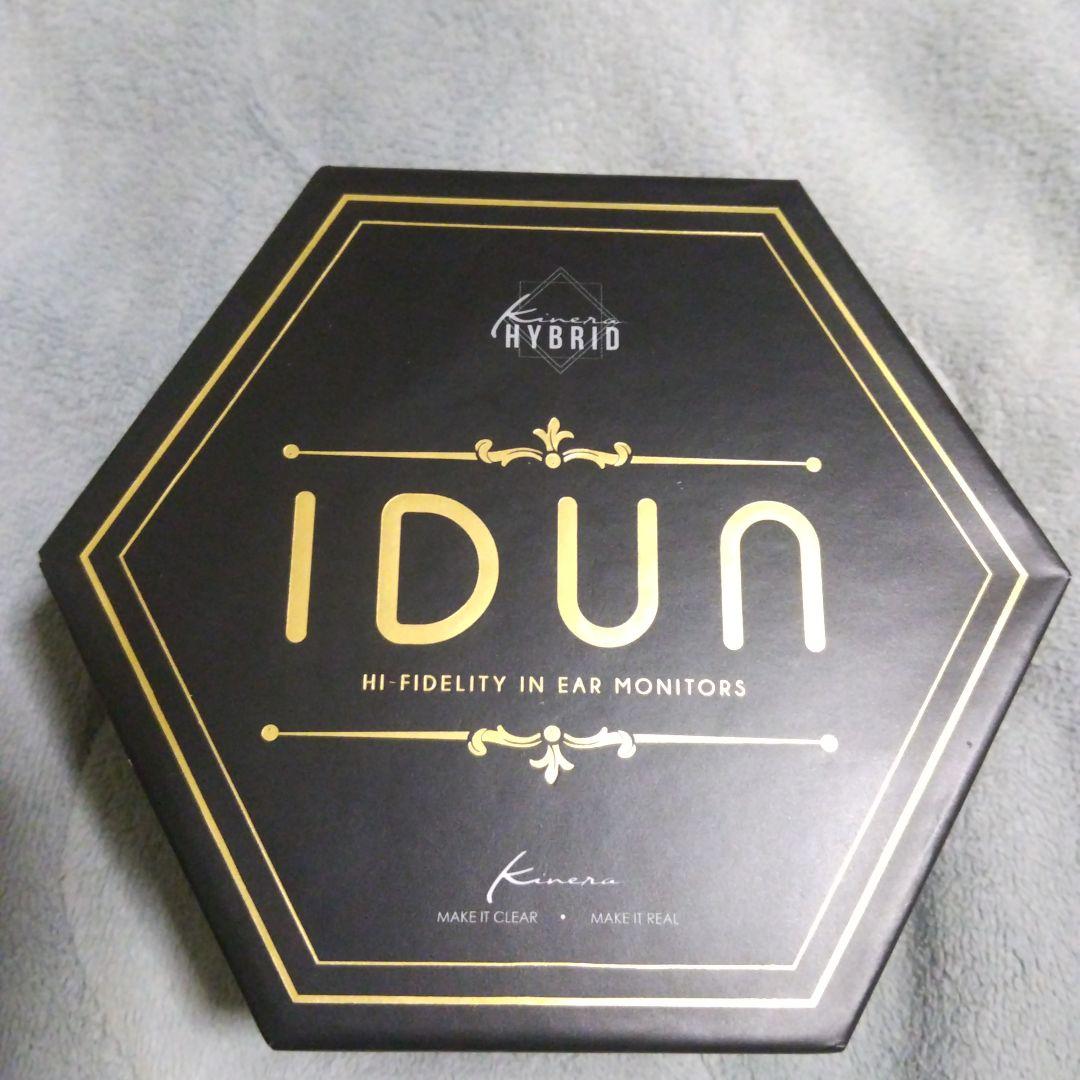 Kinera
HYBRID
IDUN
HI-FIDELITY IN EAR MONITORS
Kinera
MAKE IT CLEAR • MAKE IT REAL